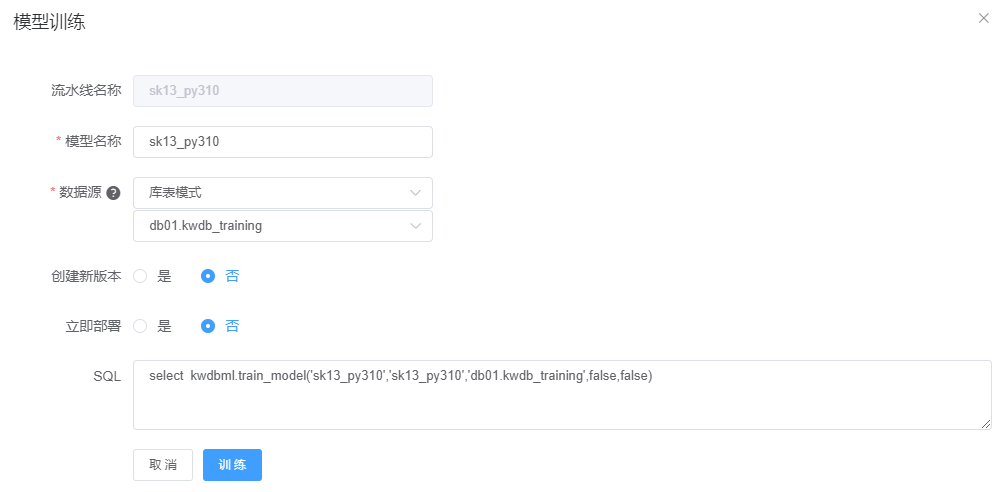 模型训练
流水线名称 sk13_py310
* 模型名称 sk13_py310
* 数据源 ? 库表模式
db01.kwdb_training
创建新版本 是 否
立即部署 是 否
SQL select  kwdbml.train_model('sk13_py310','sk13_py310','db01.kwdb_training',false,false)
取消 训练